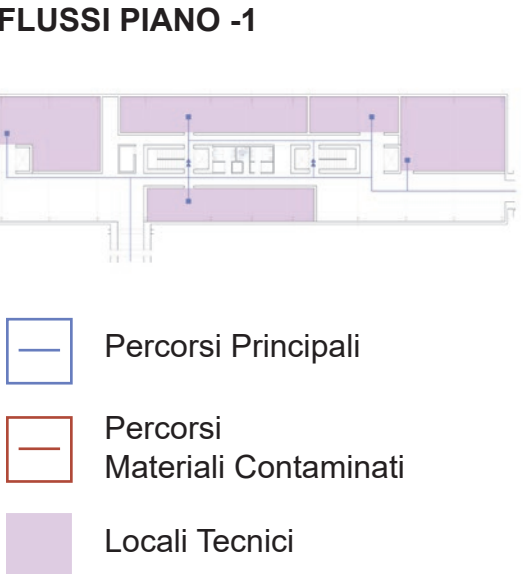 FLUSSI PIANO -1
Percorsi Principali
Percorsi
Materiali Contaminati
Locali Tecnici